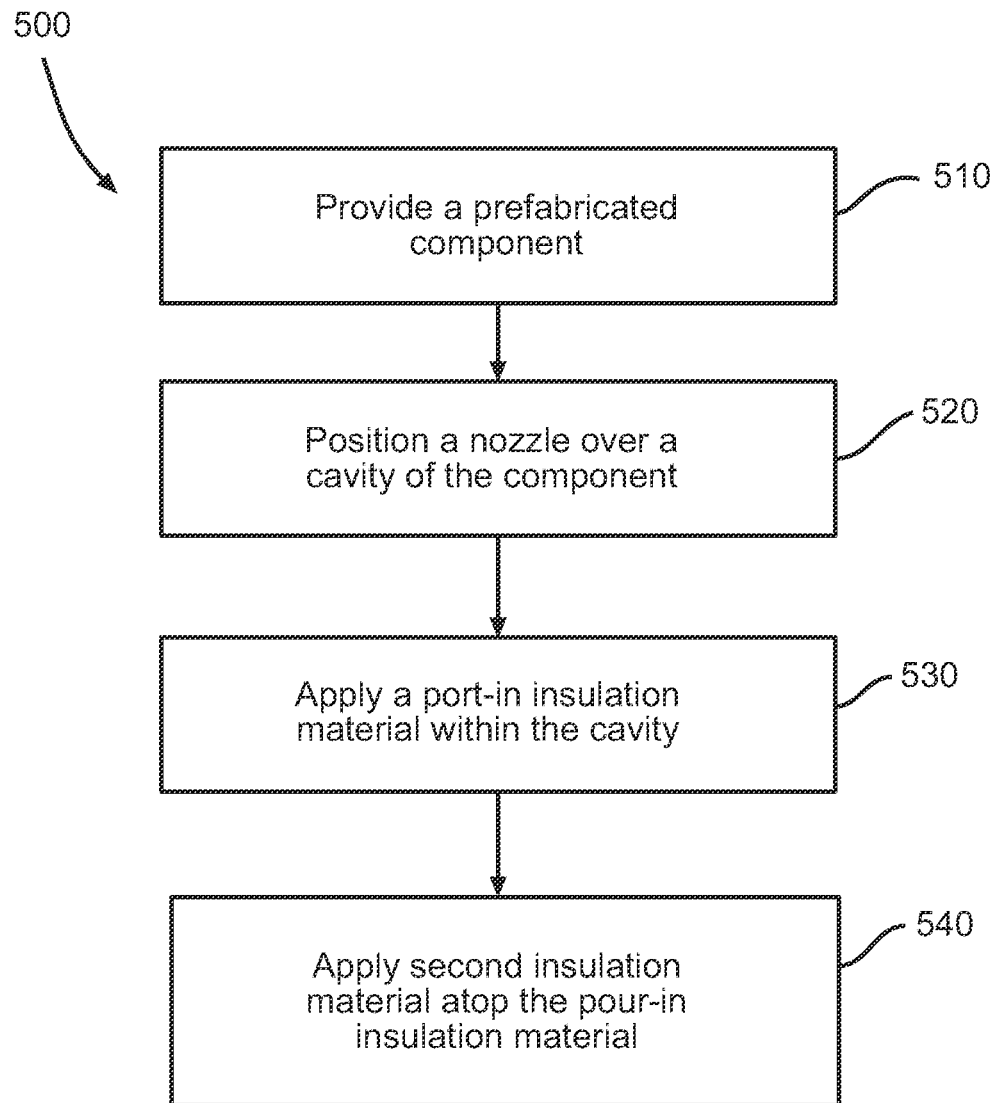 500
Provide a prefabricated
component
510
Position a nozzle over a
cavity of the component
520
Apply a port-in insulation
material within the cavity
530
Apply second insulation
material atop the pour-in
insulation material
540